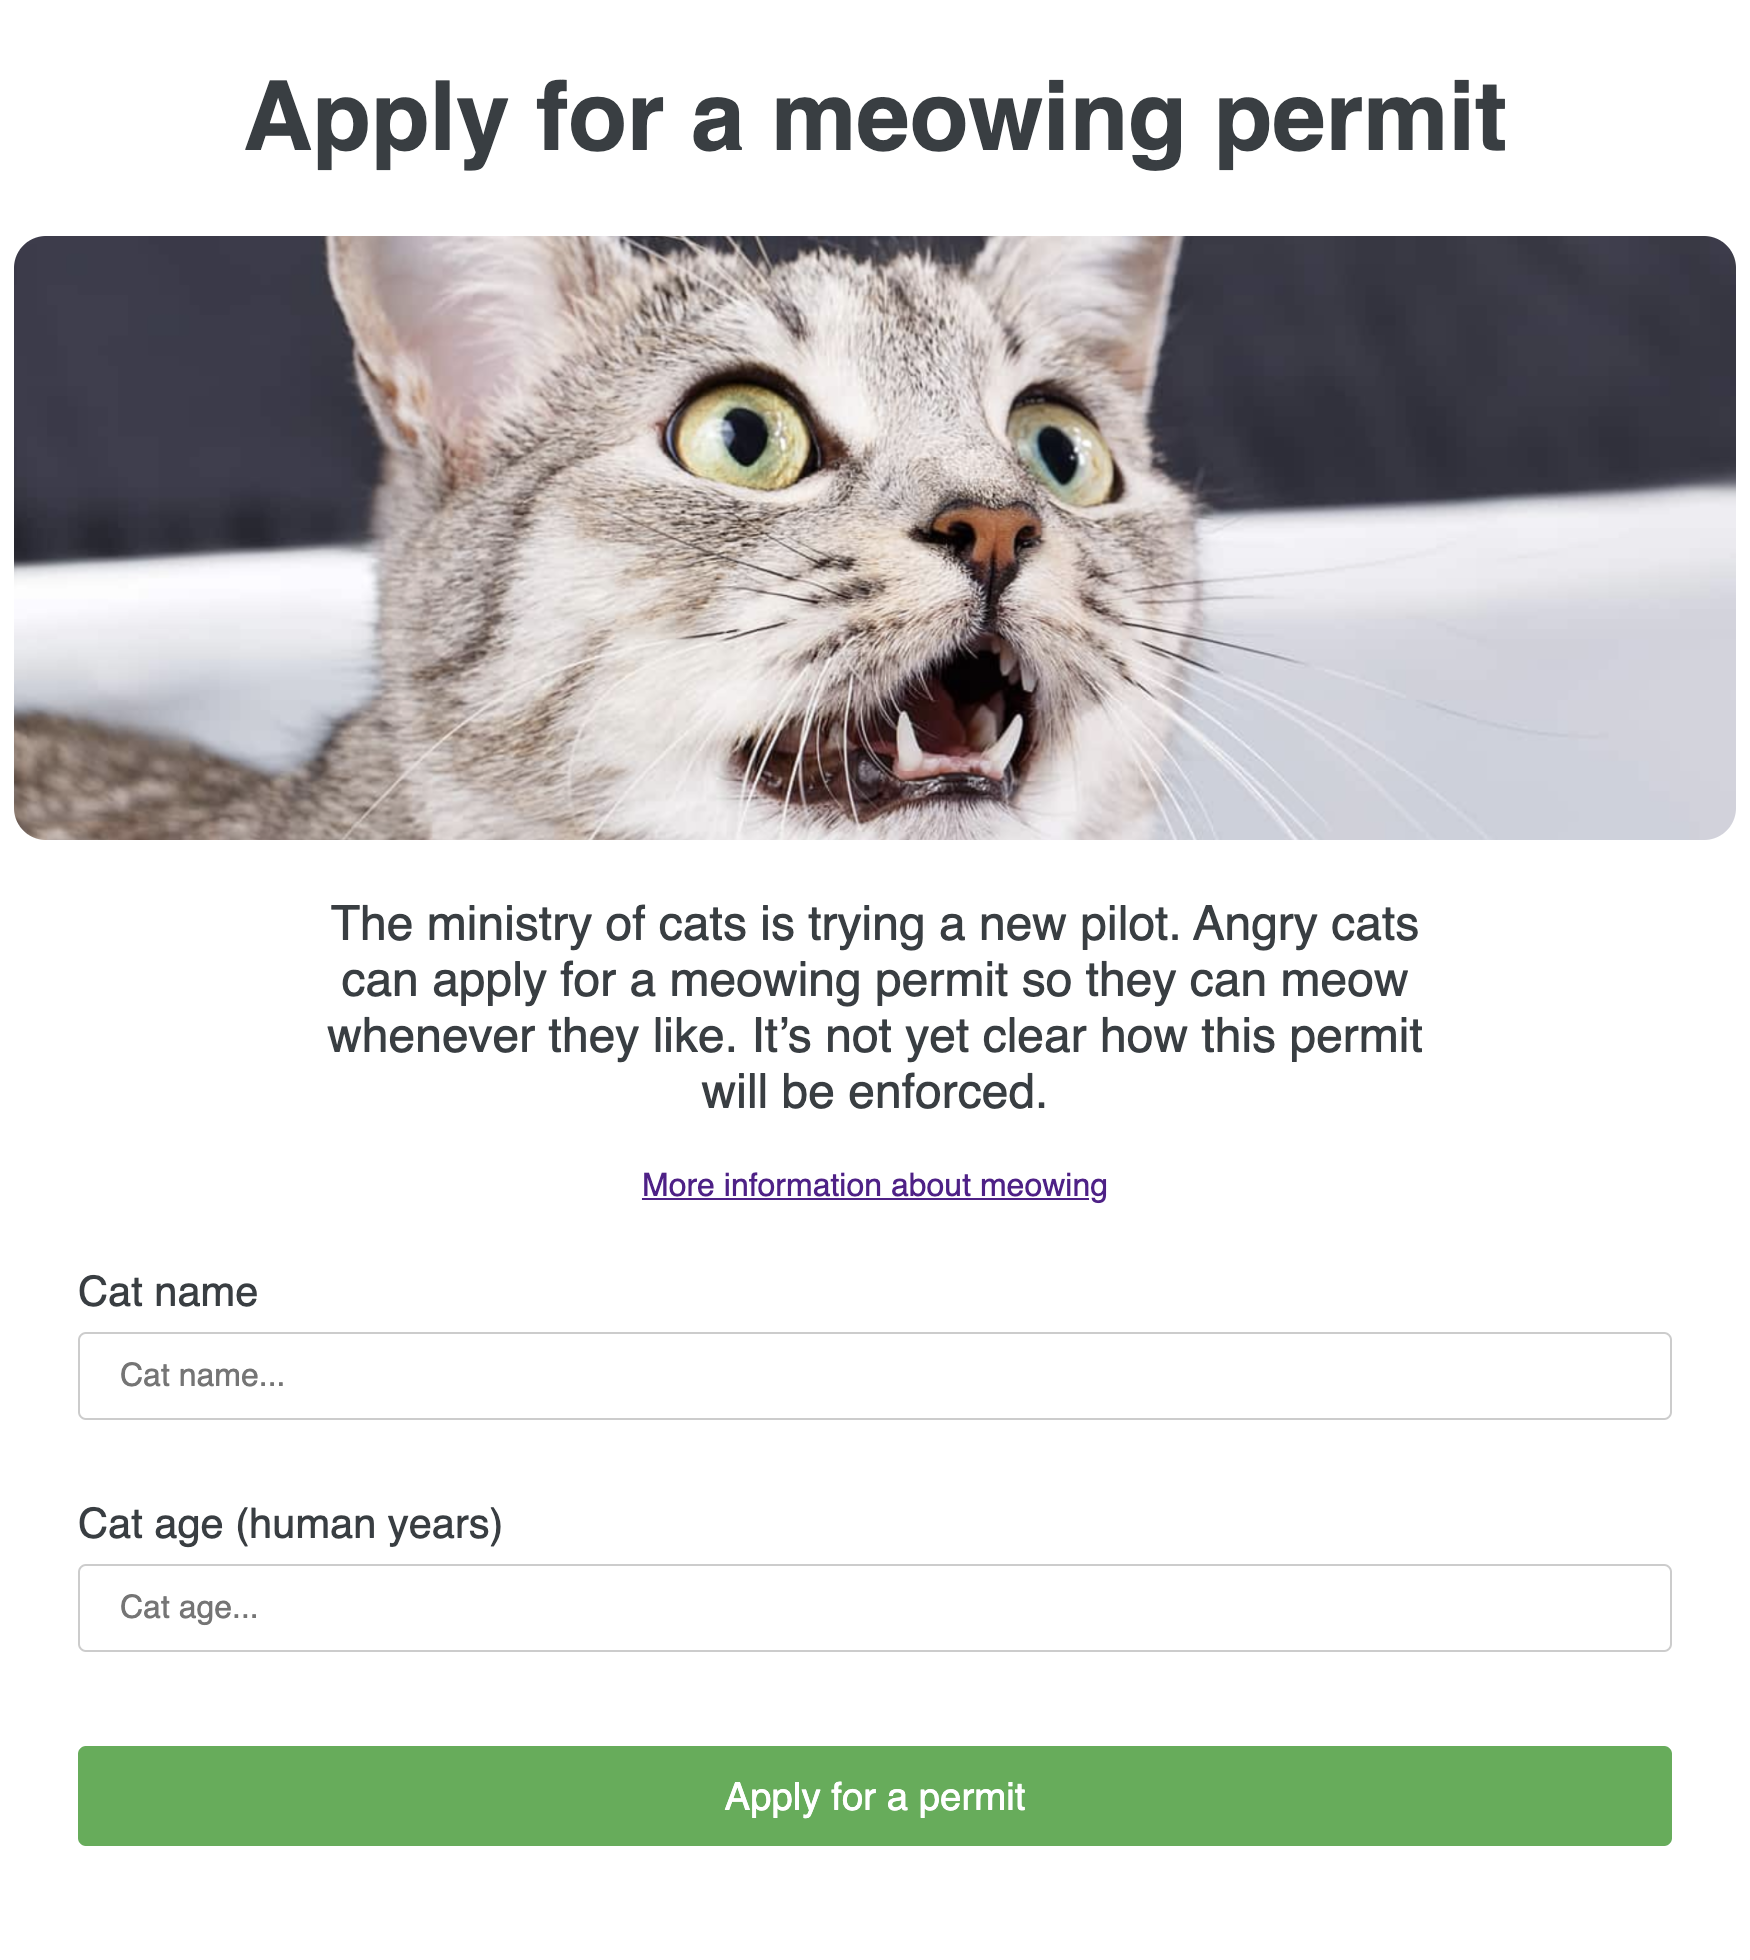 Apply for a meowing permit
The ministry of cats is trying a new pilot. Angry cats
can apply for a meowing permit so they can meow
whenever they like. It’s not yet clear how this permit
will be enforced.
More information about meowing
Cat name
Cat name...
Cat age (human years)
Cat age...
Apply for a permit